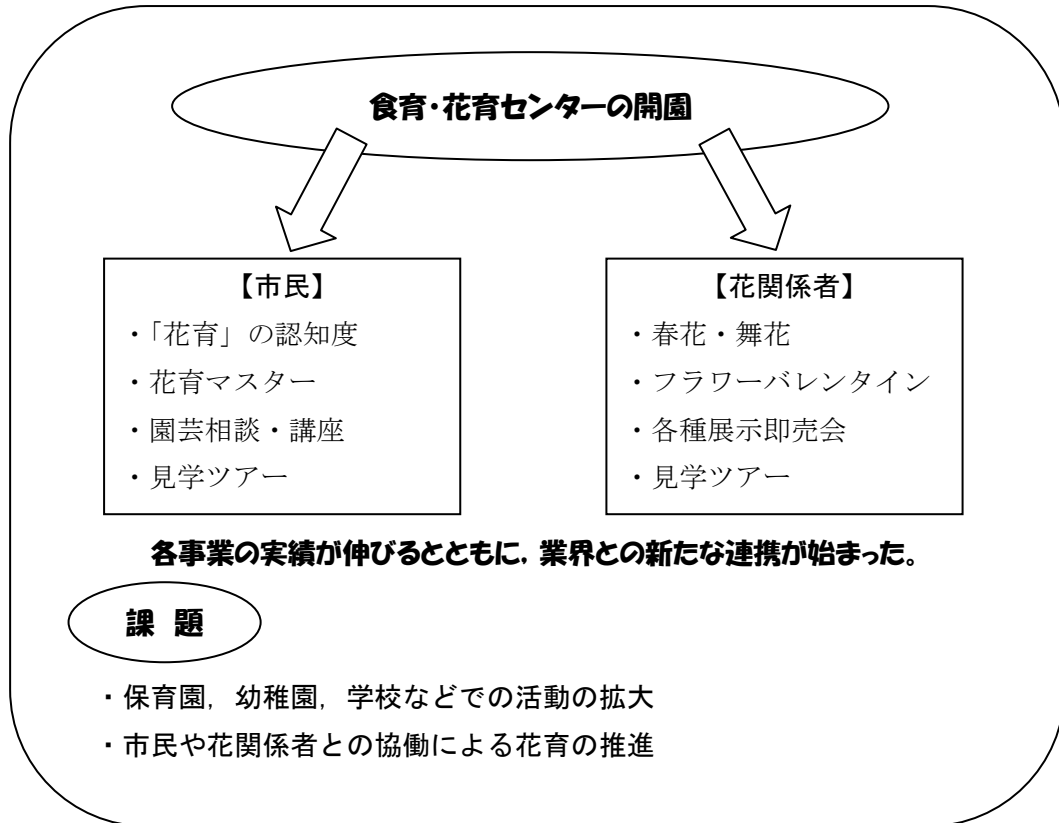 食育・花育センターの開園
【市民】
・「花育」の認知度
・花育マスター
・園芸相談・講座
・見学ツアー
【花関係者】
・春花・舞花
・フラワーバレンタイン
・各種展示即売会
・見学ツアー
各事業の実績が伸びるとともに，業界との新たな連携が始まった。
課 題
・保育園，幼稚園，学校などでの活動の拡大
・市民や花関係者との協働による花育の推進